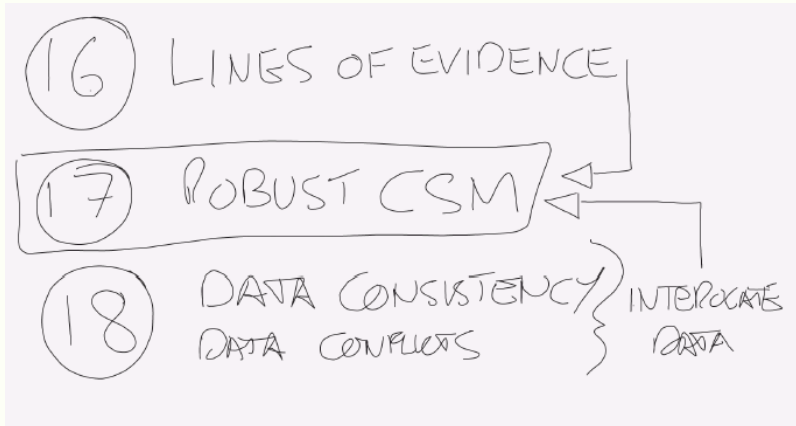 16 LINES OF EVIDENCE
17 ROBUST CSM
18 DATA CONSISTENCY
DATA CONFLICTS
INTEROGATE
DATA